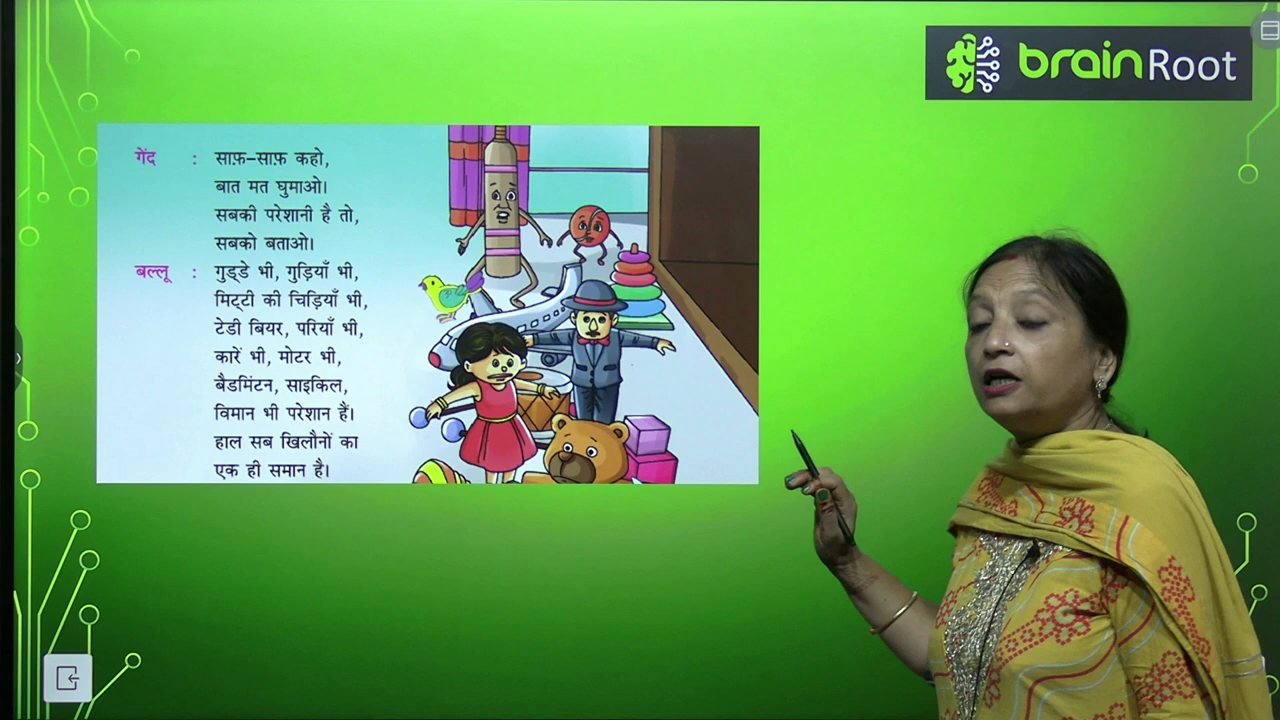 brainRoot
गेंद : साफ़-साफ़ कहो,
बात मत घुमाओ।
सबकी परेशानी है तो,
सबको बताओ।
बल्लू : गुड्डे भी, गुड़ियाँ भी,
मिट्टी की चिड़ियाँ भी,
टेडी बियर, परियाँ भी,
कारें भी, मोटर भी,
बैडमिंटन, साइकिल,
विमान भी परेशान हैं।
हाल सब खिलौनों का
एक ही समान है।